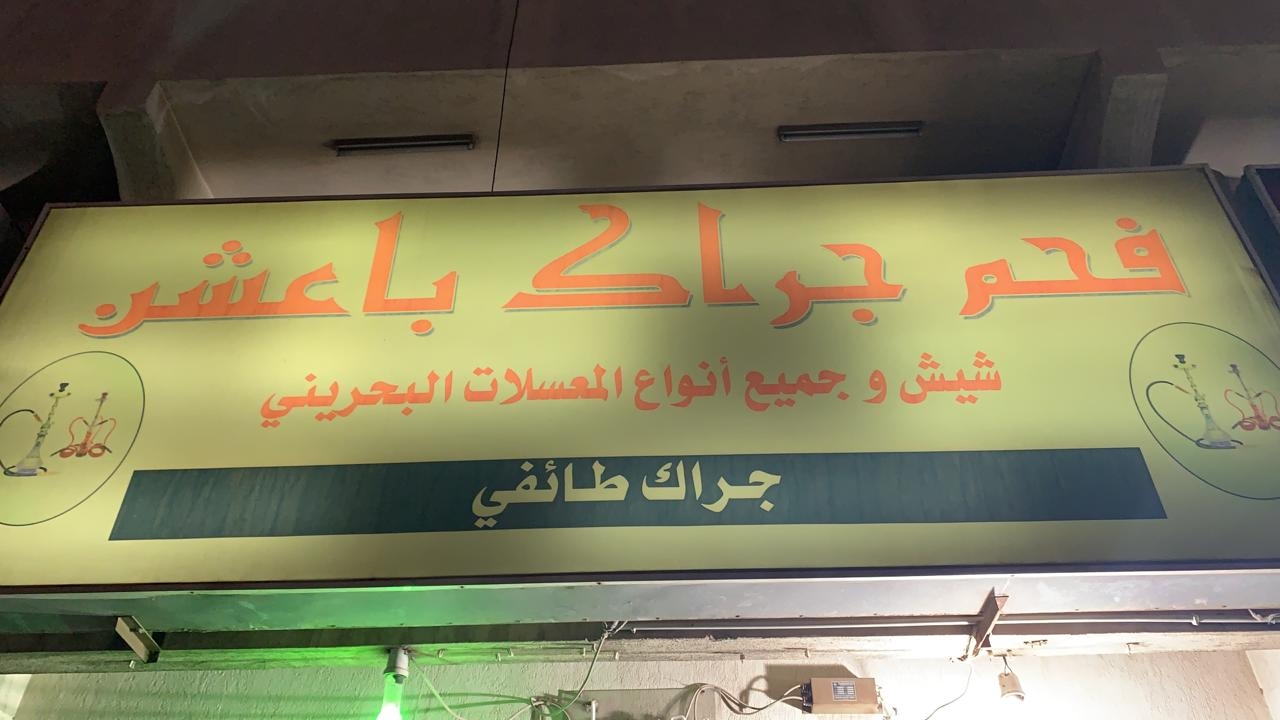 فحم جراك باعشن
شيش و جميع أنواع المعسلات البحريني
جراك طائفي